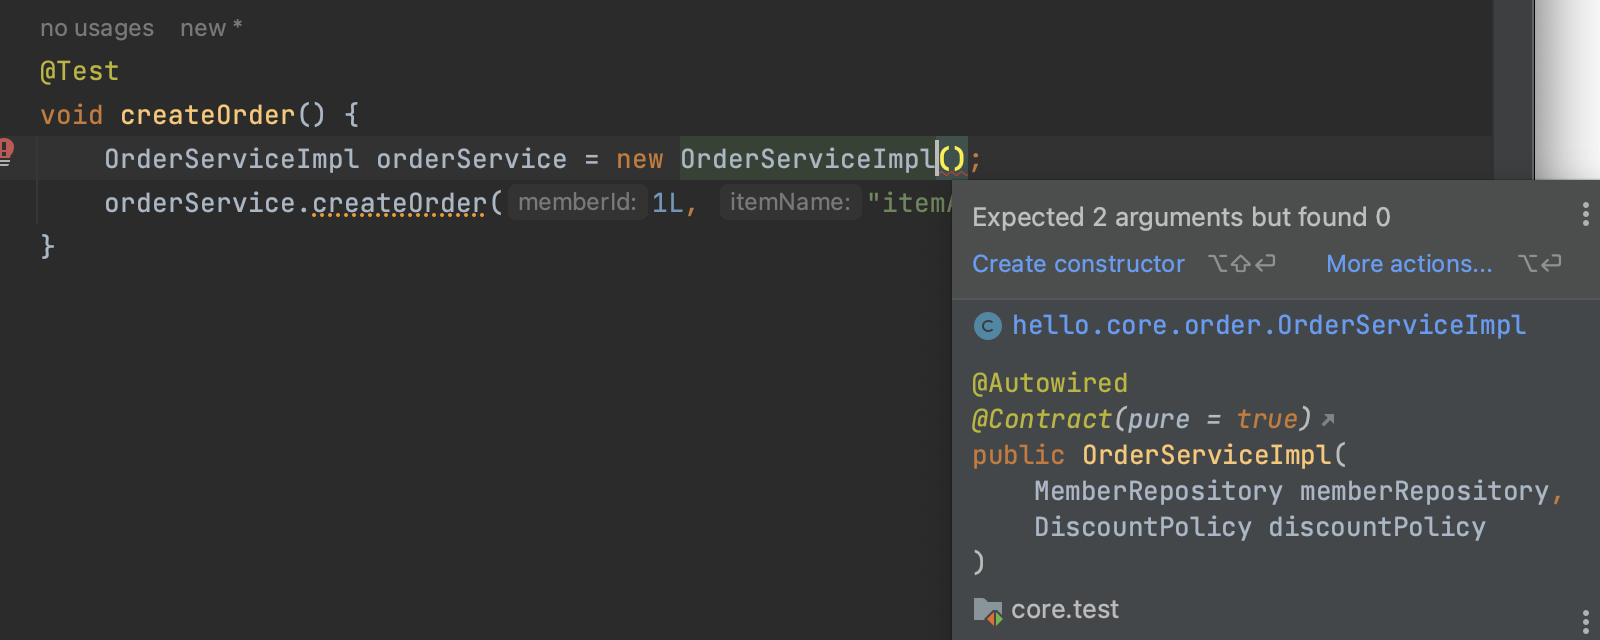 no usages new *
@Test
void createOrder() {
OrderServiceImpl orderService = new OrderServiceImpl();
orderService.createOrder( memberId: 1L, itemName: "item
}
Expected 2 arguments but found 0
Create constructor ⌥⇧⏎ More actions... ⌥⏎
C hello.core.order.OrderServiceImpl
@Autowired
@Contract(pure = true)
public OrderServiceImpl(
MemberRepository memberRepository,
DiscountPolicy discountPolicy
)
core.test